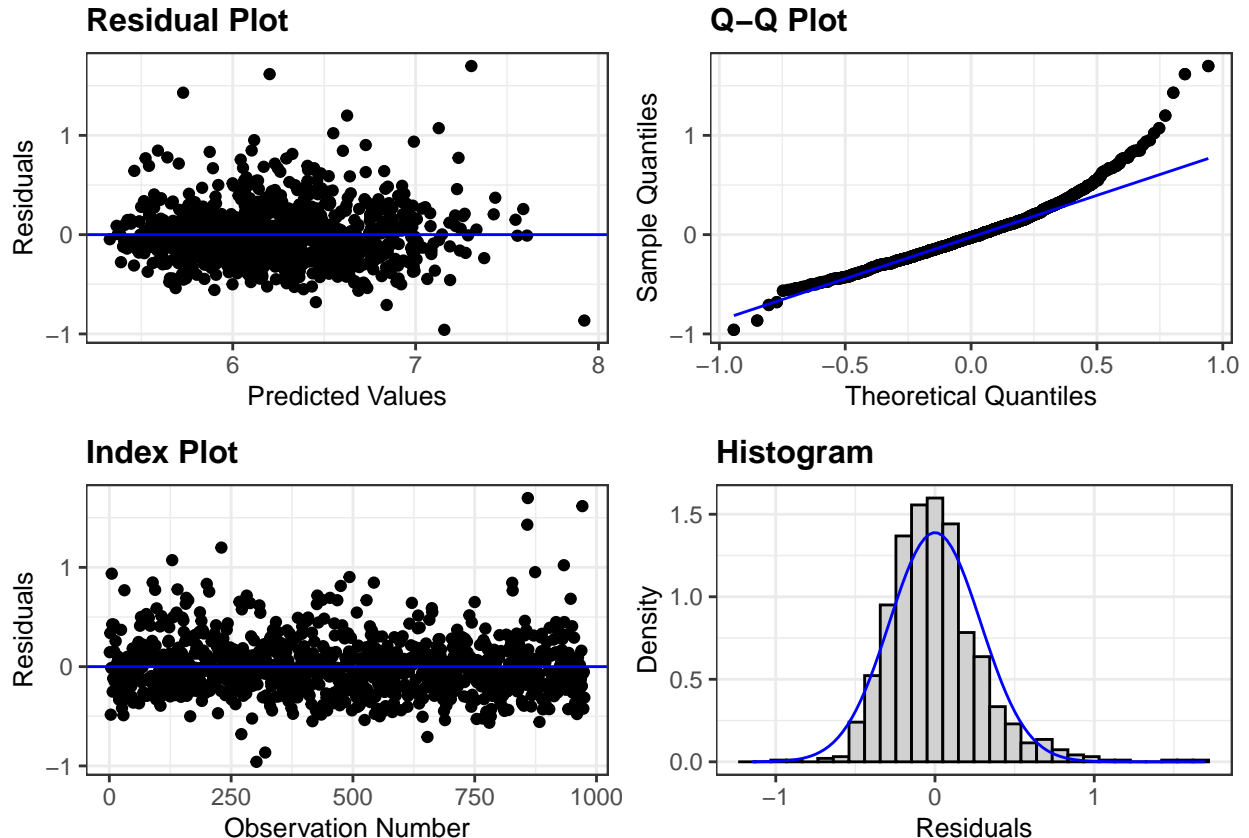 Residual Plot
Residuals
1
0
−1
6
7
8
Predicted Values
Q−Q Plot
Sample Quantiles
1
0
−1
−1.0
−0.5
0.0
0.5
1.0
Theoretical Quantiles
Index Plot
Residuals
1
0
−1
0
250
500
750
1000
Observation Number
Histogram
Density
1.5
1.0
0.5
0.0
−1
0
1
Residuals